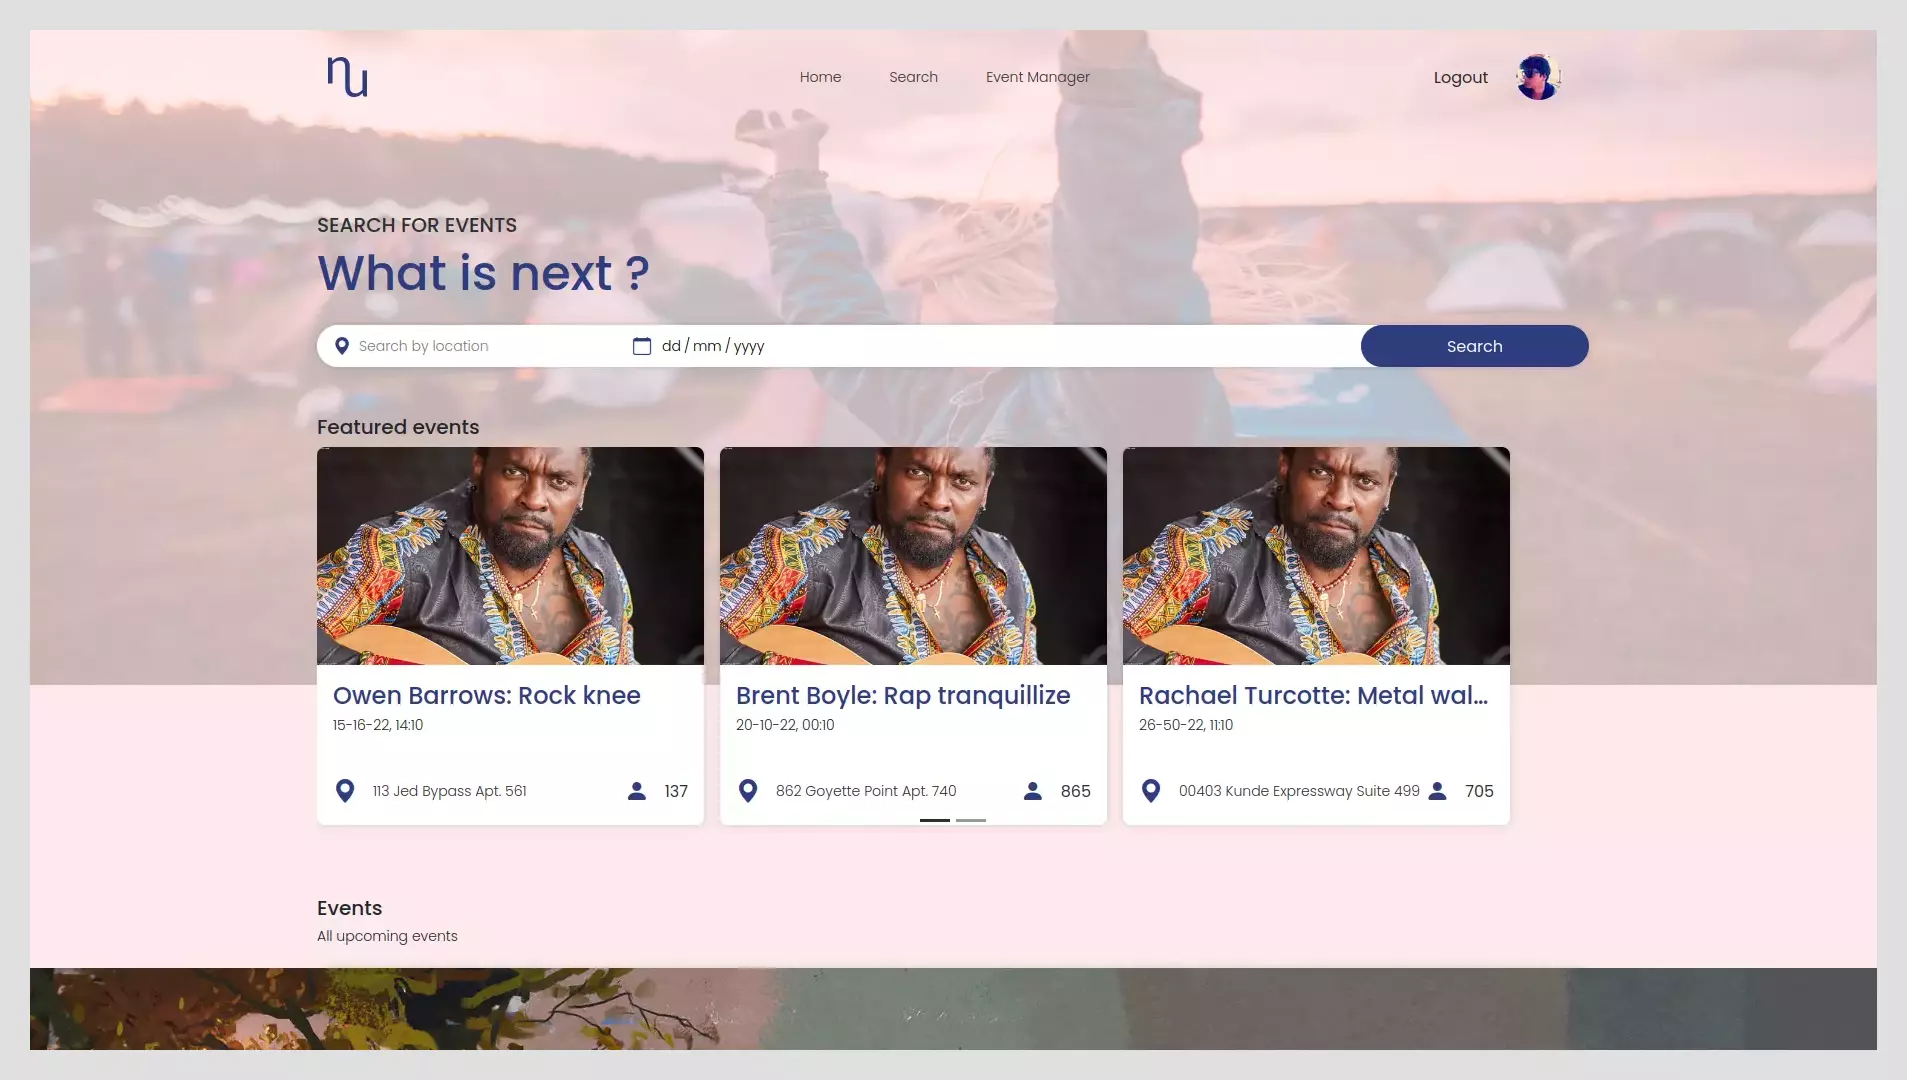 nu
Home
Search
Event Manager
Logout
SEARCH FOR EVENTS
What is next ?
Search by location
dd / mm / yyyy
Search
Featured events
Owen Barrows: Rock knee
15-16-22, 14:10
113 Jed Bypass Apt. 561
137
Brent Boyle: Rap tranquillize
20-10-22, 00:10
862 Goyette Point Apt. 740
865
Rachael Turcotte: Metal wal...
26-50-22, 11:10
00403 Kunde Expressway Suite 499
705
Events
All upcoming events